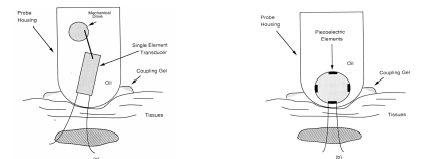 Probe
Housing
Mechanical
Drive
Single Element
Transducer
Oil
Coupling Gel
Tissues
Probe
Housing
Piezoelectric
Elements
Oil
Coupling Gel
Tissues
(b)